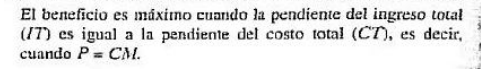 El beneficio es máximo cuando la pendiente del ingreso total
(IT) es igual a la pendiente del costo total (CT), es decir,
cuando P = CM.